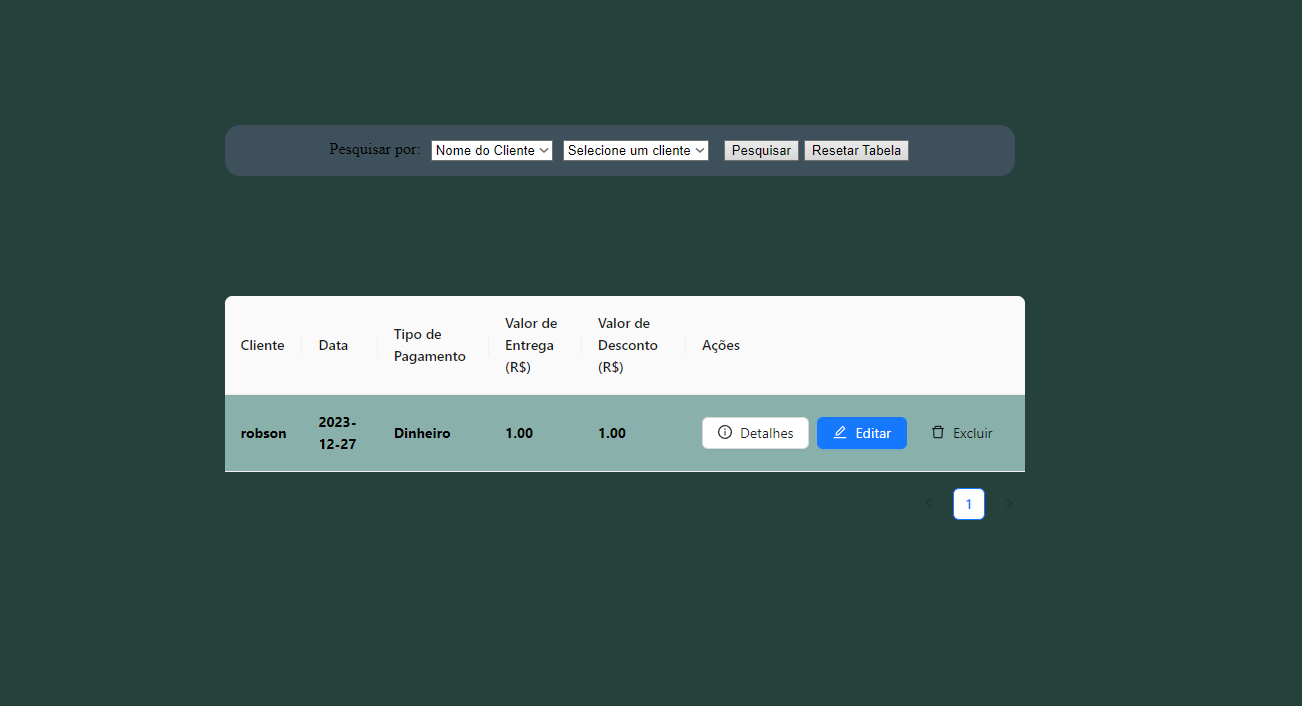 Pesquisar por: Nome do Cliente Selecione um cliente Pesquisar Resetar Tabela
Cliente
Data
Tipo de
Pagamento
Valor de
Entrega
(R$)
Valor de
Desconto
(R$)
Ações
robson
2023-
12-27
Dinheiro
1.00
1.00
Detalhes
Editar
Excluir
1